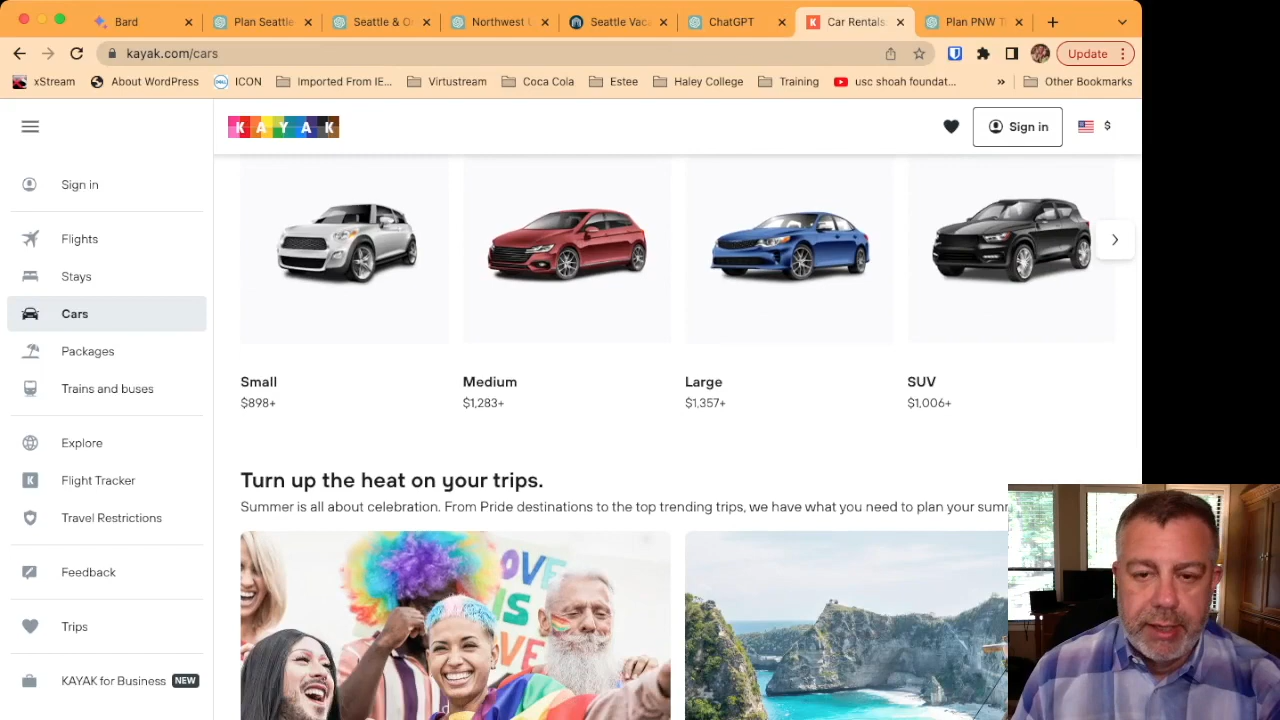 Bard
Plan Seattle
Seattle & O
Northwest
Seattle Vac
ChatGPT
Car Rentals
Plan PNW T
kayak.com/cars
Update
xStream
About WordPress
ICON
Imported From IE...
Virtustream
Coca Cola
Estee
Haley College
Training
usc shoah foundat...
»
Other Bookmarks
KAYAK
Sign in
$
Sign in
Flights
Stays
Cars
Packages
Trains and buses
Explore
Flight Tracker
Travel Restrictions
Feedback
Trips
KAYAK for Business NEW
Small
$898+
Medium
$1,283+
Large
$1,357+
SUV
$1,006+
Turn up the heat on your trips.
Summer is all about celebration. From Pride destinations to the top trending trips, we have what you need to plan your
LOVE
IS
LOVE